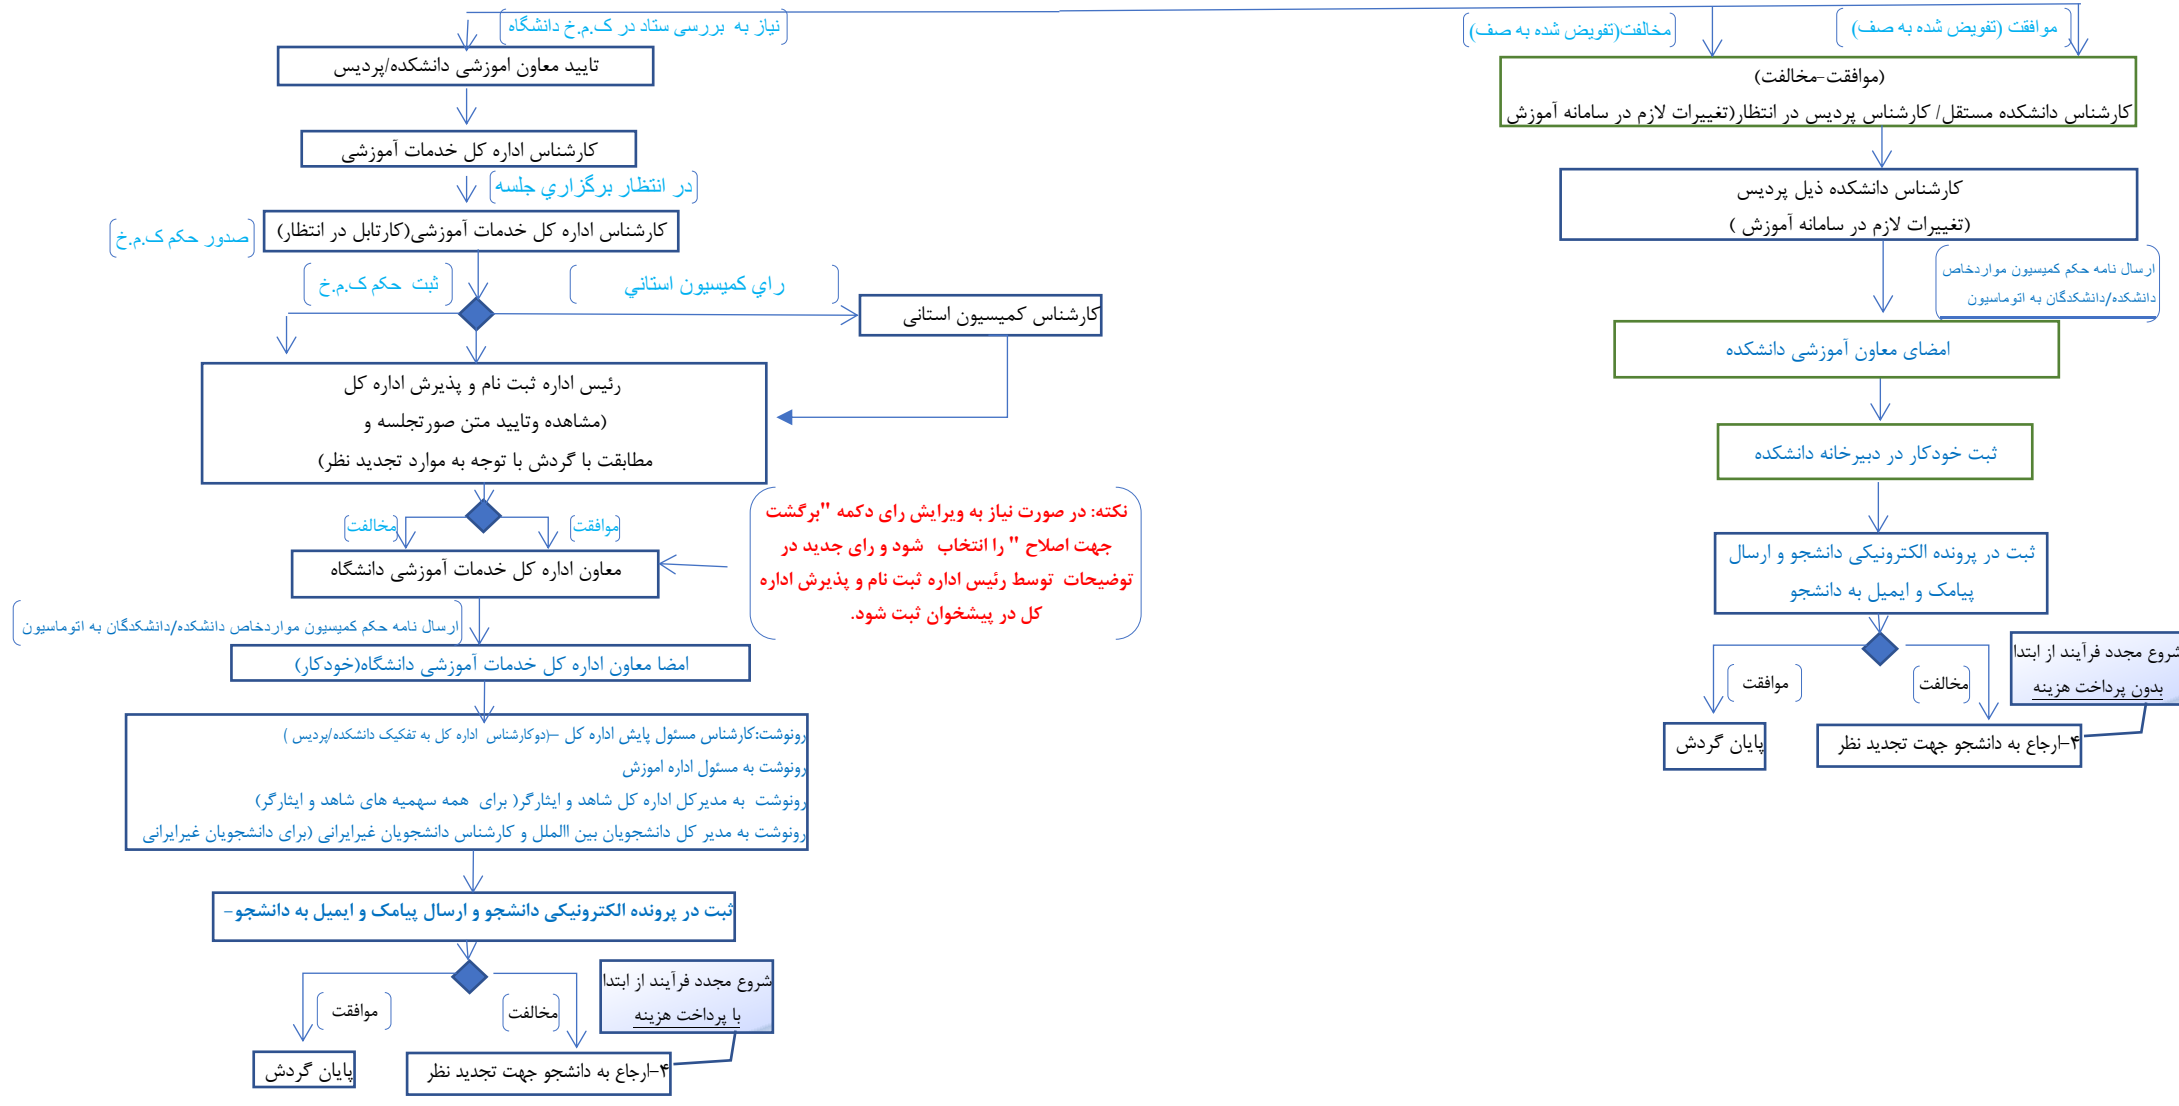 موافقت (تفویض شده به صف)
مخالفت(تفویض شده به صف)
نیاز به بررسی ستاد در ک.م.خ دانشگاه
(موافقت-مخالفت)
کارشناس دانشکده مستقل/ کارشناس پردیس در انتظار(تغییرات لازم در سامانه آموزش
کارشناس دانشکده ذیل پردیس
(تغییرات لازم در سامانه آموزش )
ارسال نامه حکم کمیسیون مواردخاص
دانشکده/دانشکدگان به اتوماسیون
امضای معاون آموزشی دانشکده
ثبت خودکار در دبیرخانه دانشکده
ثبت در پرونده الکترونیکی دانشجو و ارسال
پیامک و ایمیل به دانشجو
شروع مجدد فرآیند از ابتدا
بدون پرداخت هزینه
مخالفت
موافقت
۴-ارجاع به دانشجو جهت تجدید نظر
پایان گردش
تایید معاون اموزشی دانشکده/پردیس
کارشناس اداره کل خدمات آموزشی
در انتظار برگزاري جلسه
کارشناس اداره کل خدمات آموزشی(کارتابل در انتظار)
صدور حکم ک.م.خ
راي کمیسیون استاني
ثبت حکم ک.م.خ
کارشناس کمیسیون استانی
رئیس اداره ثبت نام و پذیرش اداره کل
(مشاهده وتایید متن صورتجلسه و
مطابقت با گردش با توجه به موارد تجدید نظر)
موافقت
مخالفت
نکته: در صورت نیاز به ویرایش رای دکمه "برگشت
جهت اصلاح " را انتخاب شود و رای جدید در
توضیحات توسط رئیس اداره ثبت نام و پذیرش اداره
کل در پیشخوان ثبت شود.
معاون اداره کل خدمات آموزشی دانشگاه
ارسال نامه حکم کمیسیون مواردخاص دانشکده/دانشکدگان به اتوماسیون
امضا معاون اداره کل خدمات آموزشی دانشگاه(خودکار)
رونوشت:کارشناس مسئول پایش اداره کل –(دوکارشناس اداره کل به تفکیک دانشکده/پردیس )
رونوشت به مسئول اداره اموزش
رونوشت به مدیرکل اداره کل شاهد و ایثارگر( برای همه سهمیه های شاهد و ایثارگر)
رونوشت به مدیر کل دانشجویان بین االملل و کارشناس دانشجویان غیرایرانی (برای دانشجویان غیرایرانی
ثبت در پرونده الکترونیکی دانشجو و ارسال پیامک و ایمیل به دانشجو-
شروع مجدد فرآیند از ابتدا
با پرداخت هزینه
مخالفت
موافقت
۴-ارجاع به دانشجو جهت تجدید نظر
پایان گردش